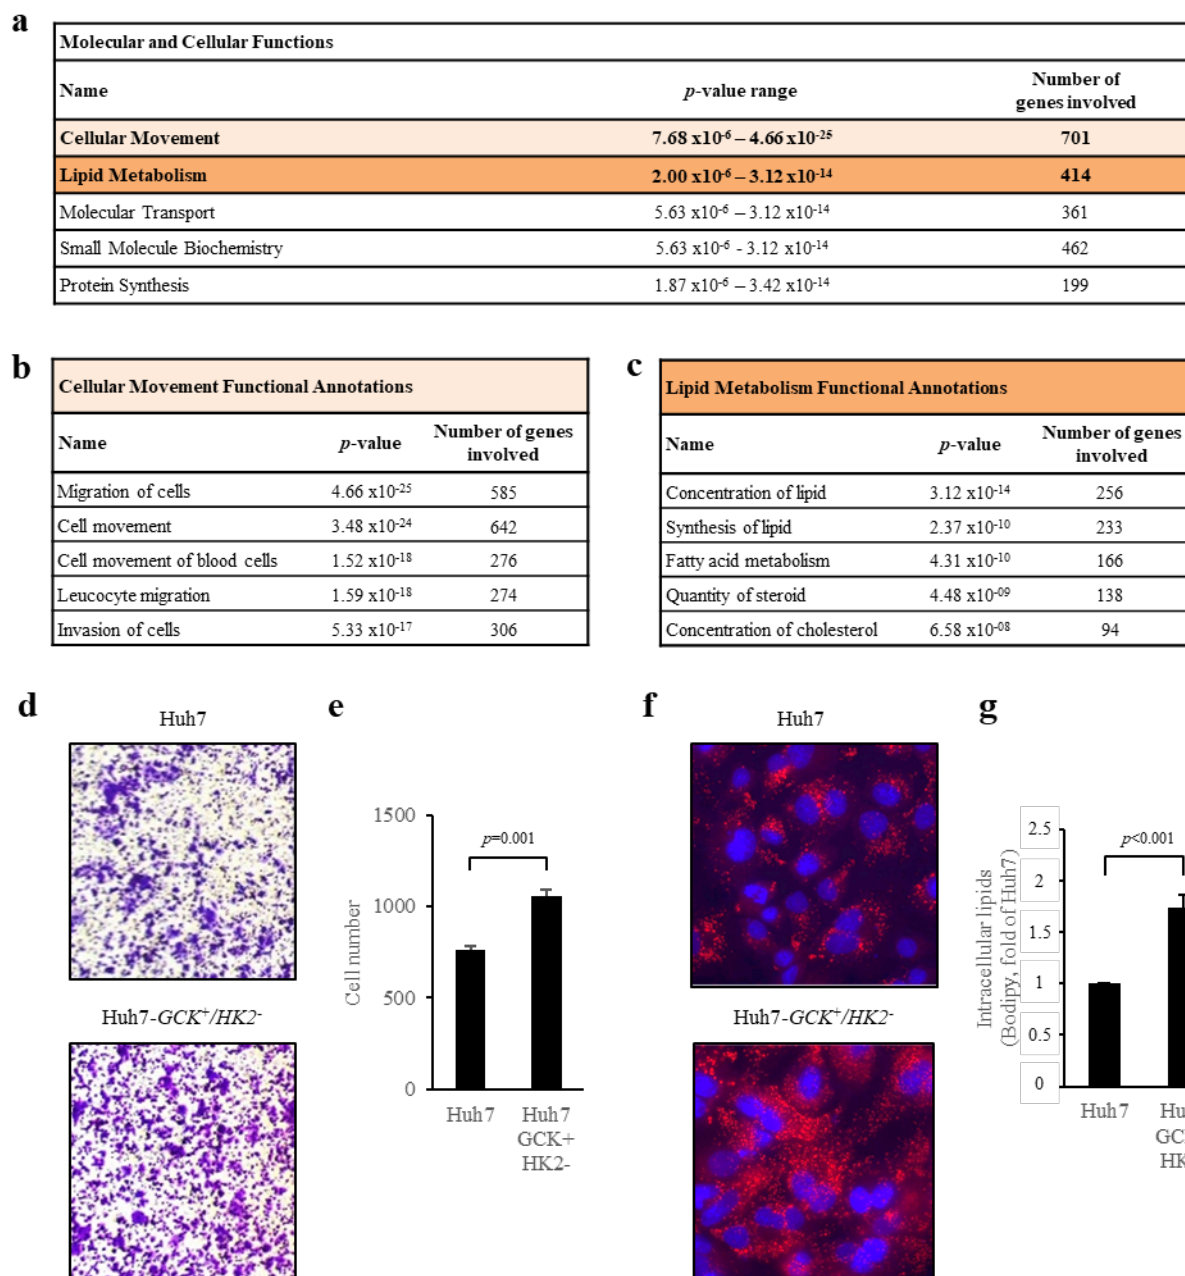 a
Molecular and Cellular Functions
Name p-value range Number of genes involved
Cellular Movement 7.68 x10⁻⁶ – 4.66 x10⁻²⁵ 701
Lipid Metabolism 2.00 x10⁻⁶ – 3.12 x10⁻¹⁴ 414
Molecular Transport 5.63 x10⁻⁶ – 3.12 x10⁻¹⁴ 361
Small Molecule Biochemistry 5.63 x10⁻⁶ - 3.12 x10⁻¹⁴ 462
Protein Synthesis 1.87 x10⁻⁶ – 3.42 x10⁻¹⁴ 199
b
Cellular Movement Functional Annotations
Name p-value Number of genes involved
Migration of cells 4.66 x10⁻²⁵ 585
Cell movement 3.48 x10⁻²⁴ 642
Cell movement of blood cells 1.52 x10⁻¹⁸ 276
Leucocyte migration 1.59 x10⁻¹⁸ 274
Invasion of cells 5.33 x10⁻¹⁷ 306
c
Lipid Metabolism Functional Annotations
Name p-value Number of genes involved
Concentration of lipid 3.12 x10⁻¹⁴ 256
Synthesis of lipid 2.37 x10⁻¹⁰ 233
Fatty acid metabolism 4.31 x10⁻¹⁰ 166
Quantity of steroid 4.48 x10⁻⁰⁹ 138
Concentration of cholesterol 6.58 x10⁻⁰⁸ 94
d
Huh7
Huh7-GCK⁺/HK2⁻
e
Cell number
1500
1000
500
0
p=0.001
Huh7
Huh7
GCK+
HK2-
f
Huh7
Huh7-GCK⁺/HK2⁻
g
Intracellular lipids
(Bodipy, fold of Huh7)
2.5
2
1.5
1
0.5
0
p<0.001
Huh7